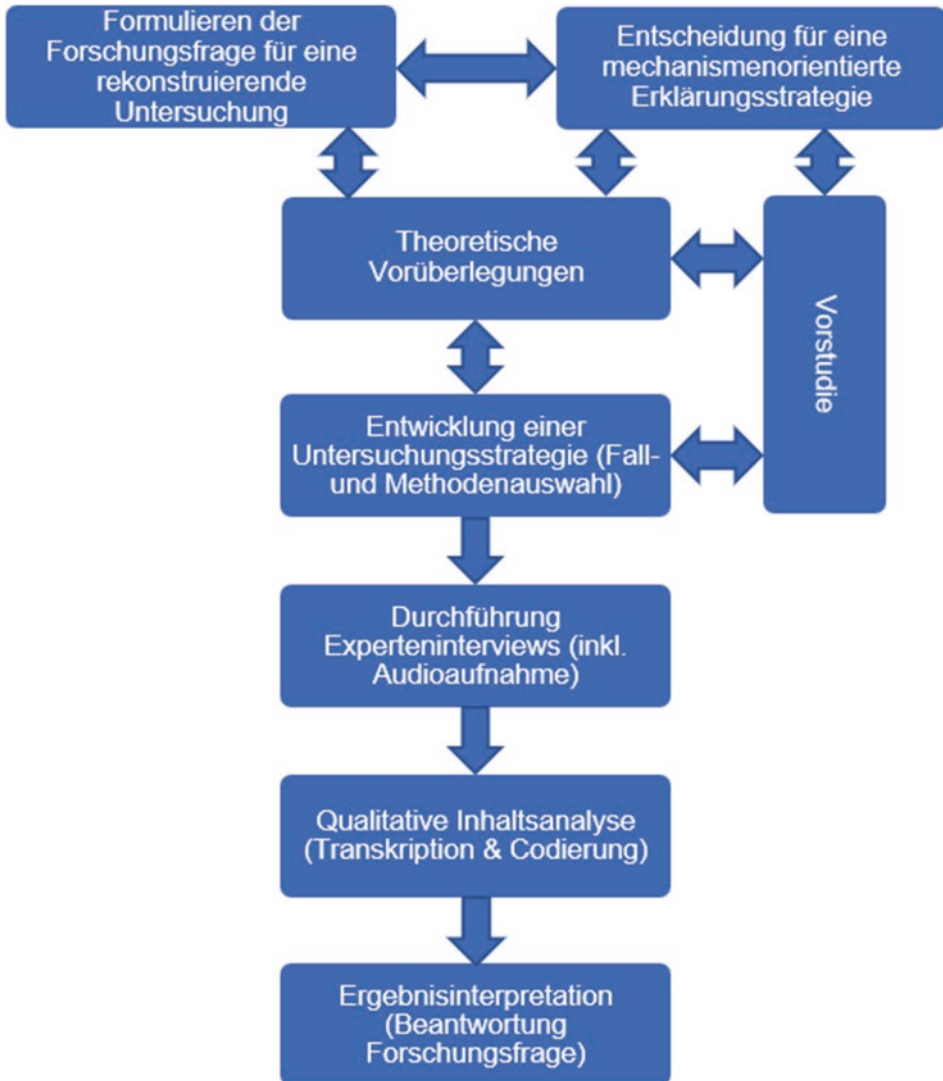 Formulieren der
Forschungsfrage für eine
rekonstruierende
Untersuchung
Entscheidung für eine
mechanismenorientierte
Erklärungsstrategie
Theoretische
Vorüberlegungen
Vorstudie
Entwicklung einer
Untersuchungsstrategie (Fall-
und Methodenauswahl)
Durchführung
Experteninterviews (inkl.
Audioaufnahme)
Qualitative Inhaltsanalyse
(Transkription & Codierung)
Ergebnisinterpretation
(Beantwortung
Forschungsfrage)